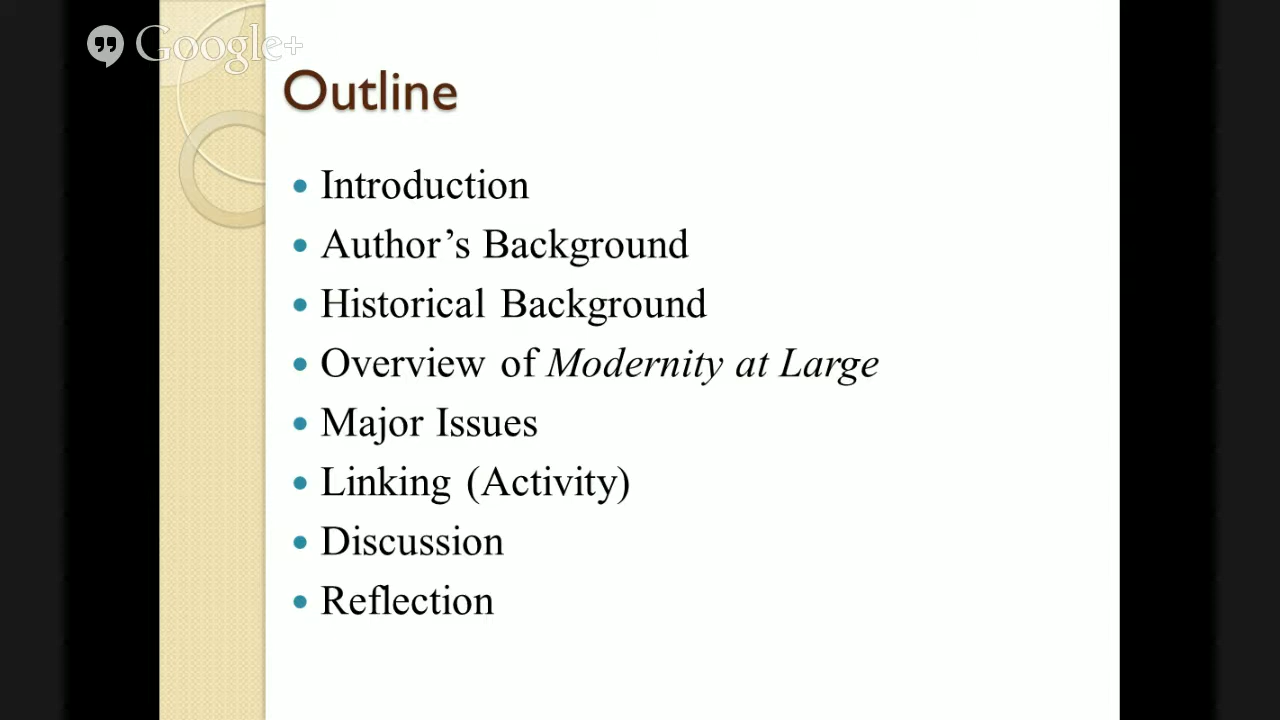 Google+
Outline
• Introduction
• Author’s Background
• Historical Background
• Overview of Modernity at Large
• Major Issues
• Linking (Activity)
• Discussion
• Reflection